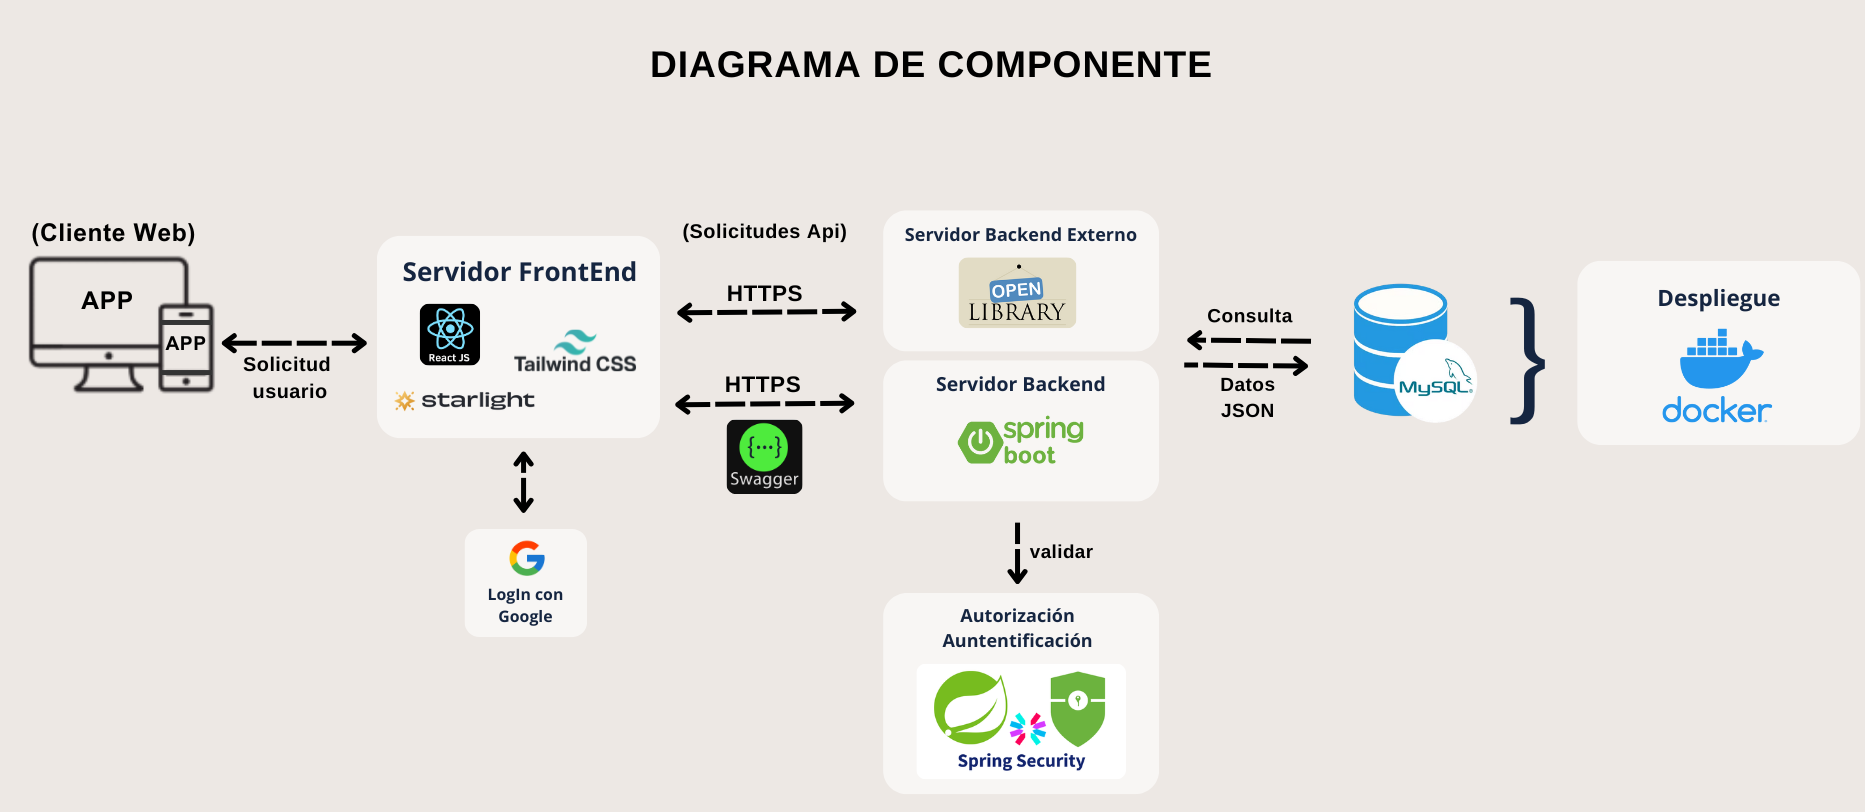 DIAGRAMA DE COMPONENTE
(Cliente Web)
APP
APP
Solicitud
usuario
Servidor FrontEnd
React JS
Tailwind CSS
starlight
LogIn con
Google
(Solicitudes Api)
HTTPS
HTTPS
{···}
Swagger
Servidor Backend Externo
OPEN
LIBRARY
Servidor Backend
spring
boot
validar
Autorización
Auntentificación
Spring Security
Consulta
Datos
JSON
MySQL®
}
Despliegue
docker